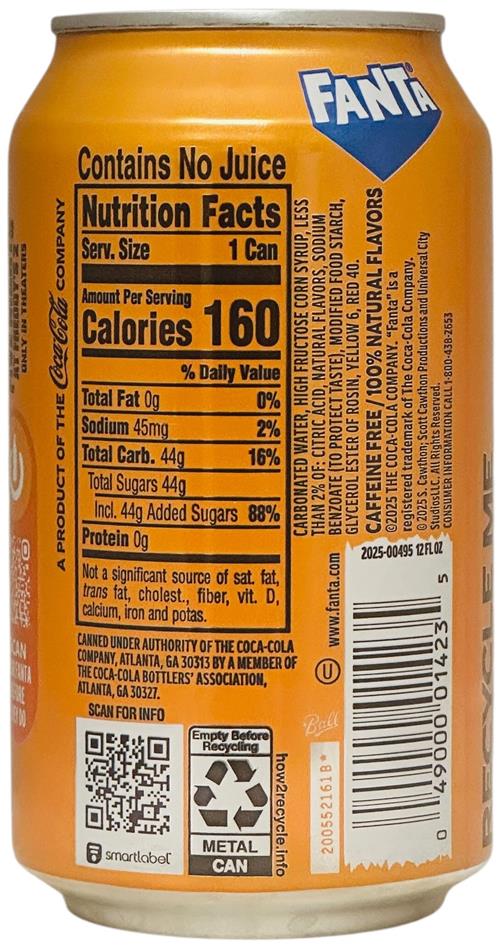 FANTA
Contains No Juice
Nutrition Facts
Serv. Size 1 Can
Amount Per Serving
Calories 160
% Daily Value
Total Fat 0g 0%
Sodium 45mg 2%
Total Carb. 44g 16%
Total Sugars 44g
Incl. 44g Added Sugars 88%
Protein 0g
Not a significant source of sat. fat,
trans fat, cholest., fiber, vit. D,
calcium, iron and potas.
CANNED UNDER AUTHORITY OF THE COCA-COLA
COMPANY, ATLANTA, GA 30313 BY A MEMBER OF
THE COCA-COLA BOTTLERS' ASSOCIATION,
ATLANTA, GA 30327.
SCAN FOR INFO
smartlabel
Empty Before
Recycling
METAL
CAN
how2recycle.info
A PRODUCT OF THE Coca-Cola COMPANY
ONLY IN THEATERS
CARBONATED WATER, HIGH FRUCTOSE CORN SYRUP, LESS
THAN 2% OF: CITRIC ACID, NATURAL FLAVORS, SODIUM
BENZOATE (TO PROTECT TASTE), MODIFIED FOOD STARCH,
GLYCEROL ESTER OF ROSIN, YELLOW 6, RED 40.
CAFFEINE FREE / 100% NATURAL FLAVORS
©2025 THE COCA-COLA COMPANY. "Fanta" is a
registered trademark of The Coca-Cola Company.
©2025 S. Cawthon, Scott Cawthon Productions and Universal City
Studios LLC. All Rights Reserved.
CONSUMER INFORMATION CALL 1-800-438-2653
www.fanta.com
U
Ball
200552161B*
2025-00495 12 FL OZ
0 49000 01423 5
RECYCLE ME